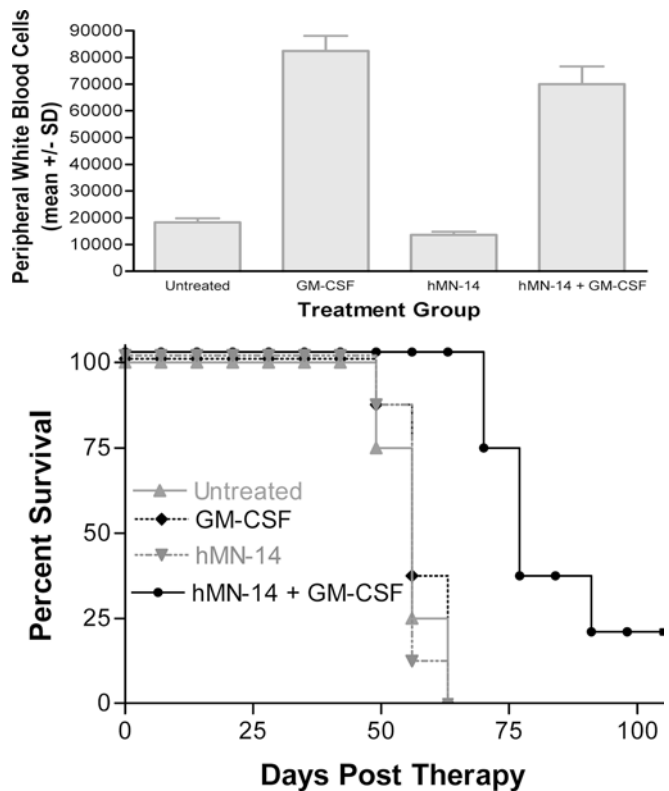 Peripheral White Blood Cells
(mean +/- SD)
90000
80000
70000
60000
50000
40000
30000
20000
10000
0
Untreated GM-CSF hMN-14 hMN-14 + GM-CSF
Treatment Group
Percent Survival
100
75
50
25
0
Untreated
GM-CSF
hMN-14
hMN-14 + GM-CSF
0 25 50 75 100
Days Post Therapy